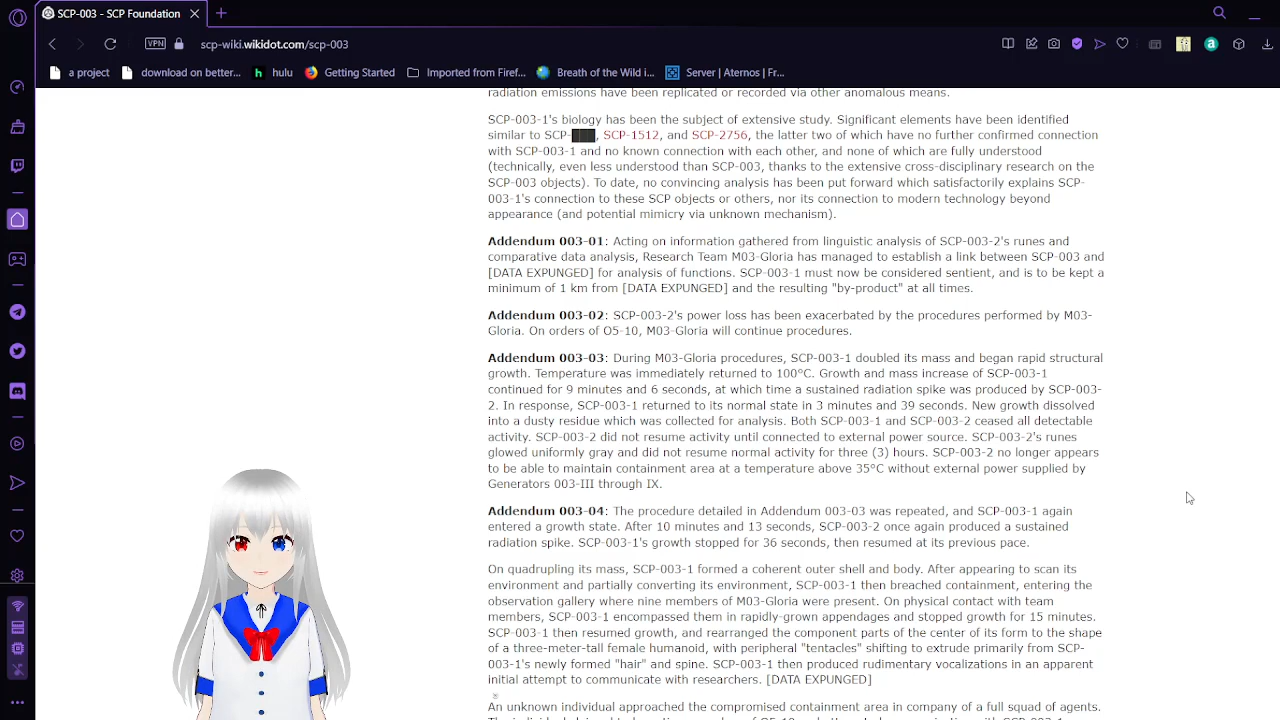 SCP-003 - SCP Foundation
VPN
scp-wiki.wikidot.com/scp-003
a project
download on better...
hulu
Getting Started
Imported from Firef...
Breath of the Wild i...
Server | Aternos | Fr...
radiation emissions have been replicated or recorded via other anomalous means.
SCP-003-1's biology has been the subject of extensive study. Significant elements have been identified
similar to SCP-███, SCP-1512, and SCP-2756, the latter two of which have no further confirmed connection
with SCP-003-1 and no known connection with each other, and none of which are fully understood
(technically, even less understood than SCP-003, thanks to the extensive cross-disciplinary research on the
SCP-003 objects). To date, no convincing analysis has been put forward which satisfactorily explains SCP-
003-1's connection to these SCP objects or others, nor its connection to modern technology beyond
appearance (and potential mimicry via unknown mechanism).
Addendum 003-01: Acting on information gathered from linguistic analysis of SCP-003-2's runes and
comparative data analysis, Research Team M03-Gloria has managed to establish a link between SCP-003 and
[DATA EXPUNGED] for analysis of functions. SCP-003-1 must now be considered sentient, and is to be kept a
minimum of 1 km from [DATA EXPUNGED] and the resulting "by-product" at all times.
Addendum 003-02: SCP-003-2's power loss has been exacerbated by the procedures performed by M03-
Gloria. On orders of O5-10, M03-Gloria will continue procedures.
Addendum 003-03: During M03-Gloria procedures, SCP-003-1 doubled its mass and began rapid structural
growth. Temperature was immediately returned to 100°C. Growth and mass increase of SCP-003-1
continued for 9 minutes and 6 seconds, at which time a sustained radiation spike was produced by SCP-003-
2. In response, SCP-003-1 returned to its normal state in 3 minutes and 39 seconds. New growth dissolved
into a dusty residue which was collected for analysis. Both SCP-003-1 and SCP-003-2 ceased all detectable
activity. SCP-003-2 did not resume activity until connected to external power source. SCP-003-2's runes
glowed uniformly gray and did not resume normal activity for three (3) hours. SCP-003-2 no longer appears
to be able to maintain containment area at a temperature above 35°C without external power supplied by
Generators 003-III through IX.
Addendum 003-04: The procedure detailed in Addendum 003-03 was repeated, and SCP-003-1 again
entered a growth state. After 10 minutes and 13 seconds, SCP-003-2 once again produced a sustained
radiation spike. SCP-003-1's growth stopped for 36 seconds, then resumed at its previous pace.
On quadrupling its mass, SCP-003-1 formed a coherent outer shell and body. After appearing to scan its
environment and partially converting its environment, SCP-003-1 then breached containment, entering the
observation gallery where nine members of M03-Gloria were present. On physical contact with team
members, SCP-003-1 encompassed them in rapidly-grown appendages and stopped growth for 15 minutes.
SCP-003-1 then resumed growth, and rearranged the component parts of the center of its form to the shape
of a three-meter-tall female humanoid, with peripheral "tentacles" shifting to extrude primarily from SCP-
003-1's newly formed "hair" and spine. SCP-003-1 then produced rudimentary vocalizations in an apparent
initial attempt to communicate with researchers. [DATA EXPUNGED]
An unknown individual approached the compromised containment area in company of a full squad of agents.